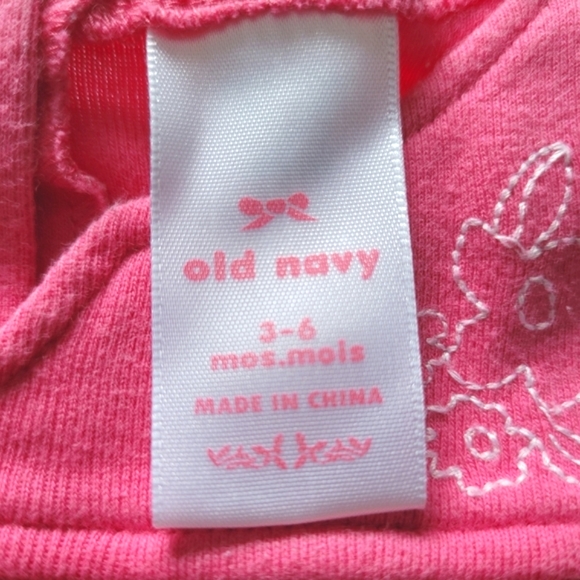 old navy
3-6
mos.mois
MADE IN CHINA